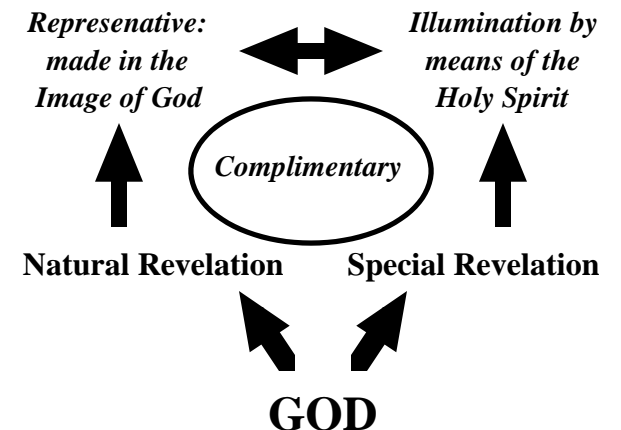 Represenative:
made in the
Image of God
Illumination by
means of the
Holy Spirit
Complimentary
Natural Revelation
Special Revelation
GOD